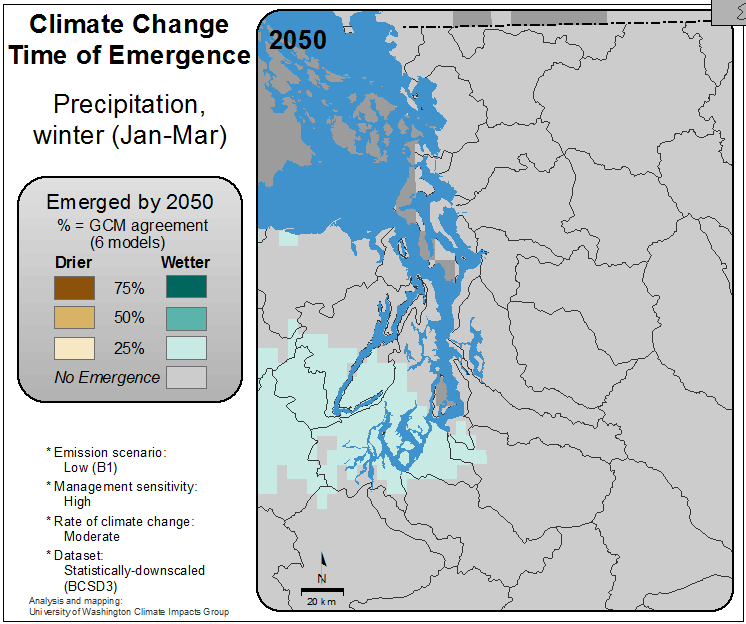 Climate Change
Time of Emergence
Precipitation,
winter (Jan-Mar)
Emerged by 2050
% = GCM agreement
(6 models)
Drier Wetter
75%
50%
25%
No Emergence
* Emission scenario:
Low (B1)
* Management sensitivity:
High
* Rate of climate change:
Moderate
* Dataset:
Statistically-downscaled
(BCSD3)
Analysis and mapping:
University of Washington Climate Impacts Group
2050
N
20 km